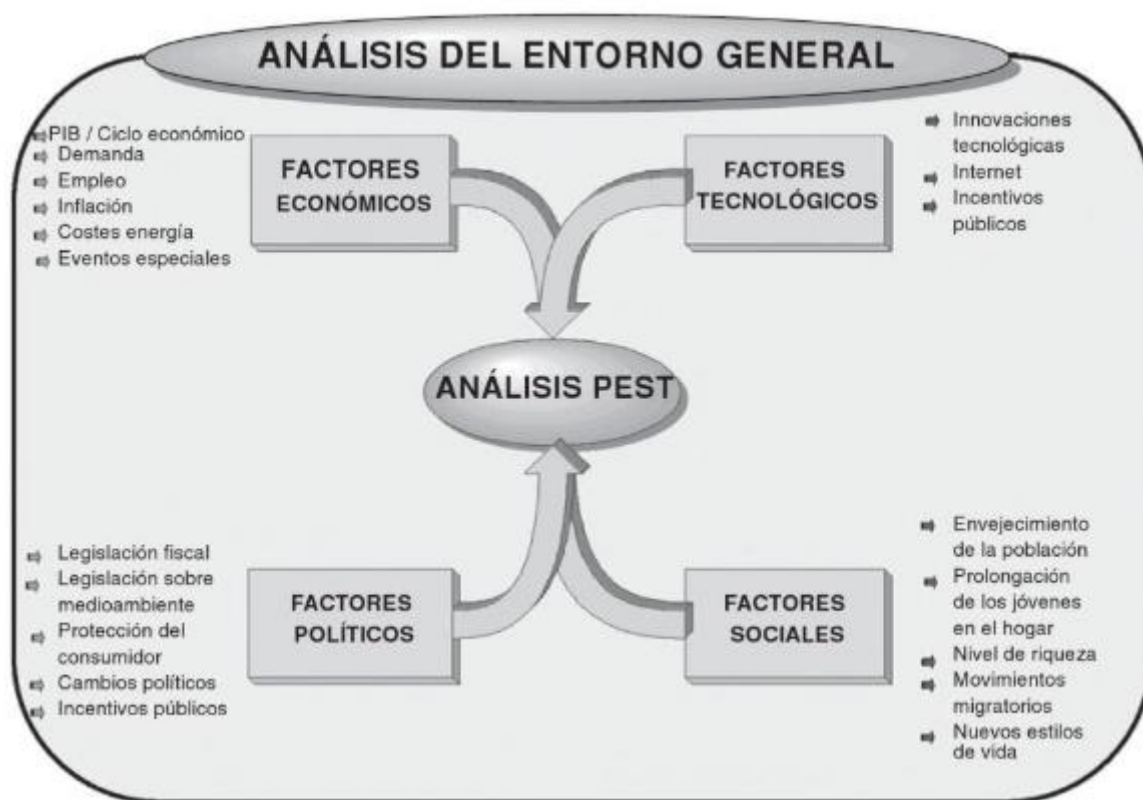 ANÁLISIS DEL ENTORNO GENERAL
PIB / Ciclo económico
Demanda
Empleo
Inflación
Costes energía
Eventos especiales
FACTORES
ECONÓMICOS
FACTORES
TECNOLÓGICOS
Innovaciones
tecnológicas
Internet
Incentivos
públicos
ANÁLISIS PEST
Legislación fiscal
Legislación sobre
medioambiente
Protección del
consumidor
Cambios políticos
Incentivos públicos
FACTORES
POLÍTICOS
FACTORES
SOCIALES
Envejecimiento
de la población
Prolongación
de los jóvenes
en el hogar
Nivel de riqueza
Movimientos
migratorios
Nuevos estilos
de vida